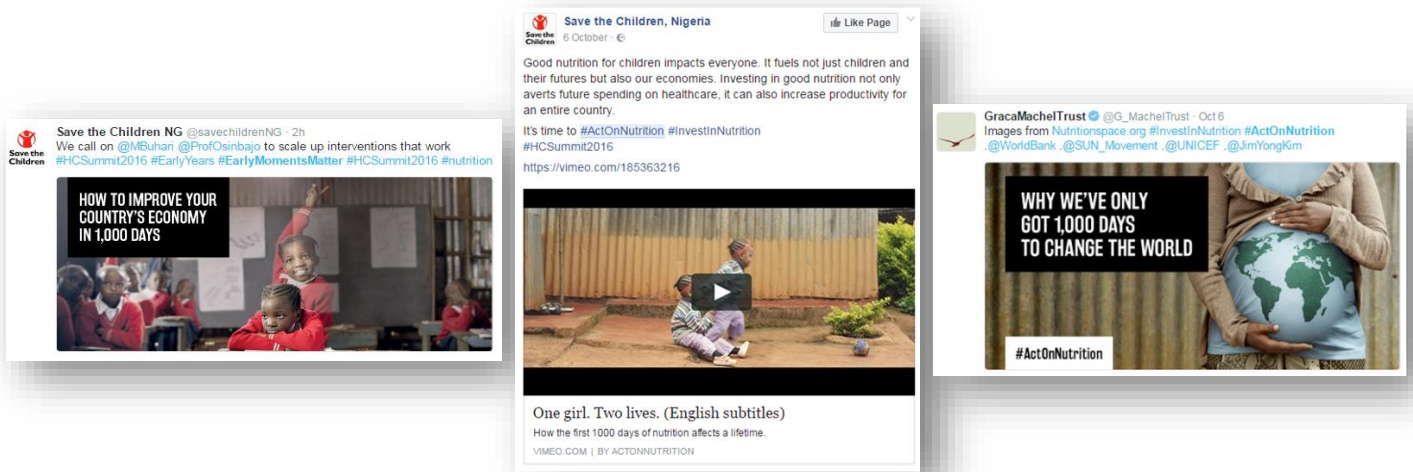 Save the Children
Save the Children NG @savechildrenNG · 2h
We call on @MBuhari @ProfOsinbajo to scale up interventions that work
#HCSummit2016 #EarlyYears #EarlyMomentsMatter #HCSummit2016 #nutrition
HOW TO IMPROVE YOUR
COUNTRY'S ECONOMY
IN 1,000 DAYS
Save the Children
Save the Children, Nigeria
6 October ·
Like Page
Good nutrition for children impacts everyone. It fuels not just children and
their futures but also our economies. Investing in good nutrition not only
averts future spending on healthcare, it can also increase productivity for
an entire country.
It's time to #ActOnNutrition #InvestInNutrition
#HCSummit2016
https://vimeo.com/185363216
One girl. Two lives. (English subtitles)
How the first 1000 days of nutrition affects a lifetime.
VIMEO.COM | BY ACTONNUTRITION
GracaMachelTrust @G_MachelTrust · Oct 6
Images from Nutritionspace.org #InvestInNutrition #ActOnNutrition
.@WorldBank .@SUN_Movement .@UNICEF .@JimYongKim
WHY WE'VE ONLY
GOT 1,000 DAYS
TO CHANGE THE WORLD
#ActOnNutrition